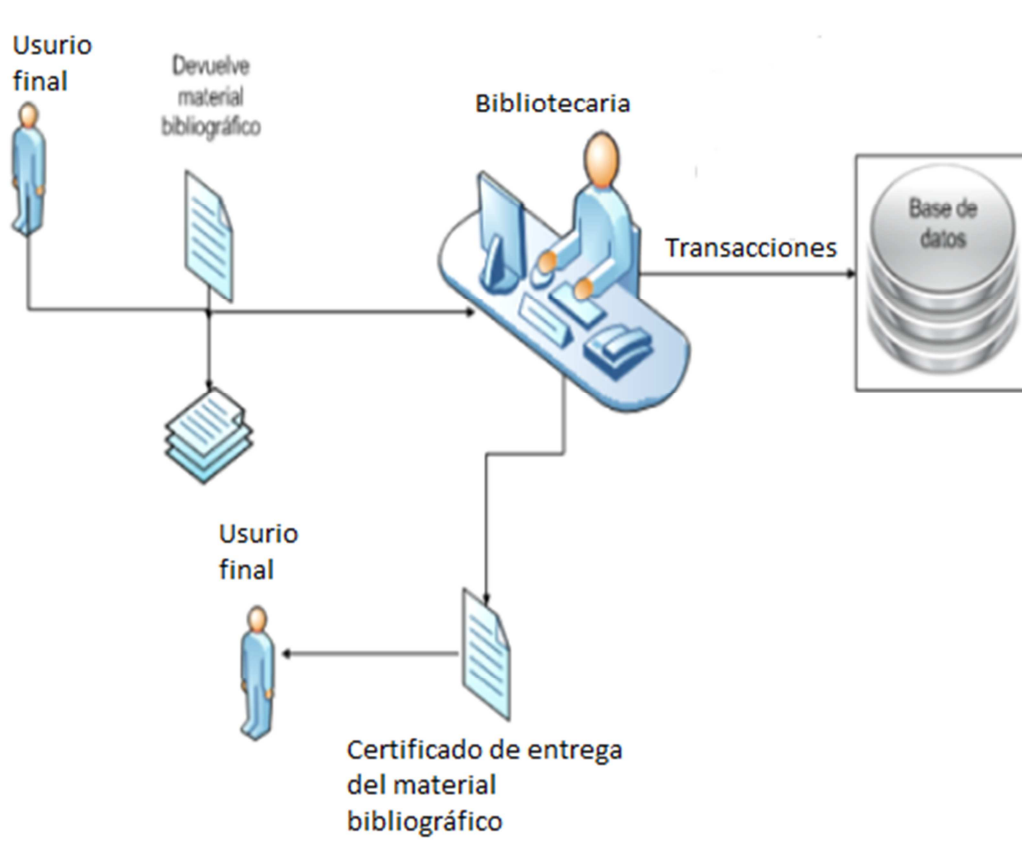 Usurio
final
Devuelve
material
bibliográfico
Bibliotecaria
Transacciones
Base de
datos
Usurio
final
Certificado de entrega
del material
bibliográfico